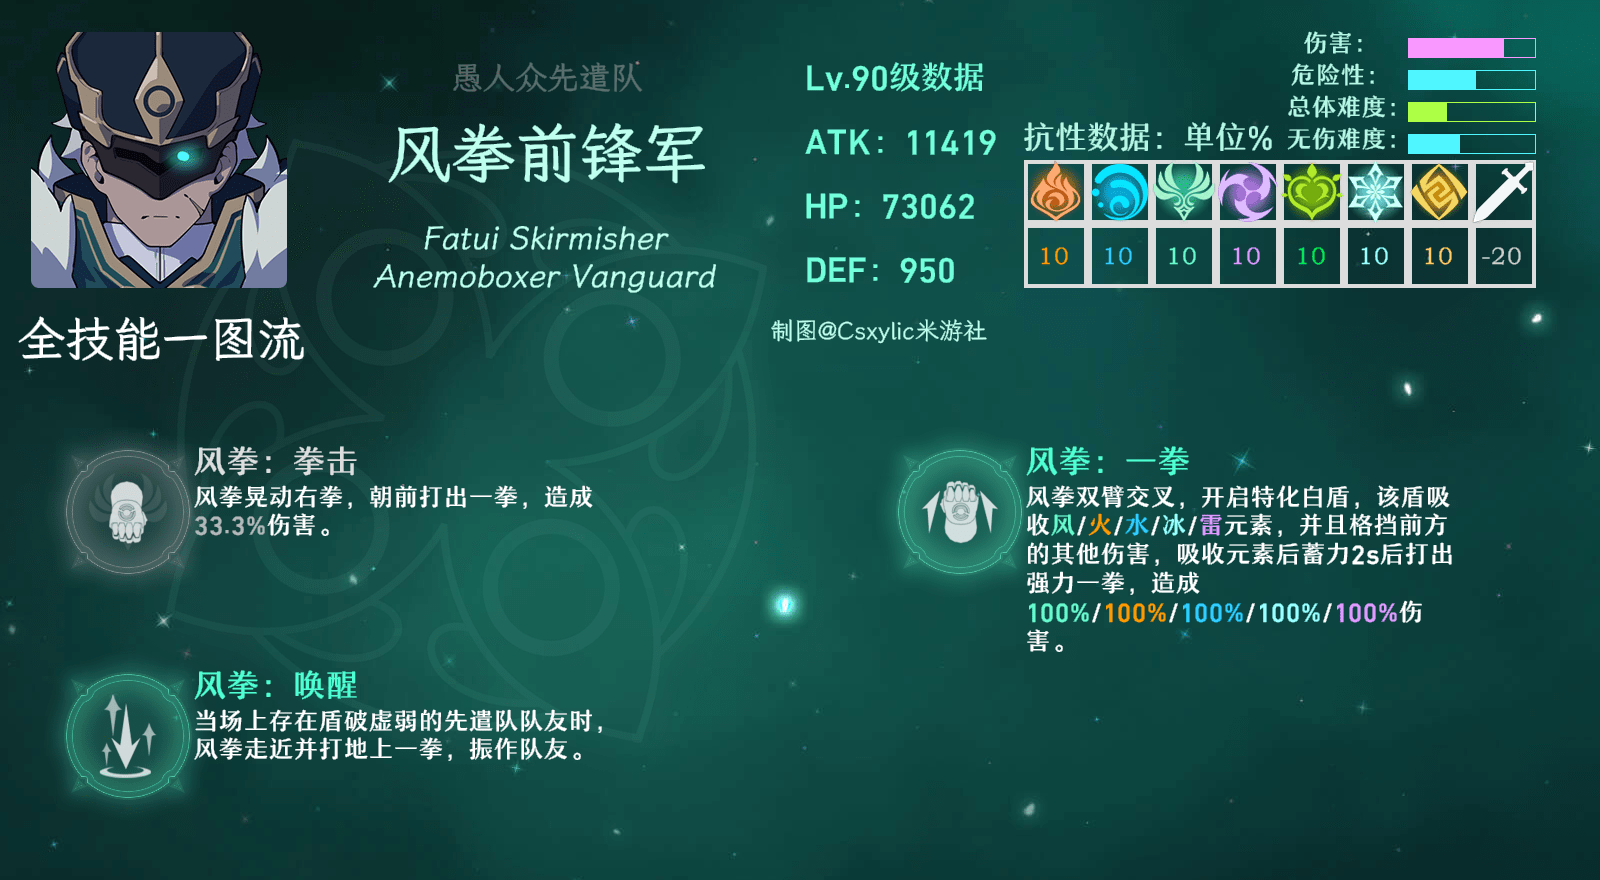 愚人众先遣队
风拳前锋军
Fatui Skirmisher
Anemoboxer Vanguard
全技能一图流
Lv.90级数据
ATK：11419
HP：73062
DEF：950
制图@Csxylic米游社
伤害：
危险性：
总体难度：
无伤难度：
抗性数据：单位%
10 10 10 10 10 10 10 -20
风拳：拳击
风拳晃动右拳，朝前打出一拳，造成
33.3%伤害。
风拳：唤醒
当场上存在盾破虚弱的先遣队队友时，
风拳走近并打地上一拳，振作队友。
风拳：一拳
风拳双臂交叉，开启特化白盾，该盾吸
收风/火/水/冰/雷元素，并且格挡前方
的其他伤害，吸收元素后蓄力2s后打出
强力一拳，造成
100%/100%/100%/100%/100%伤
害。